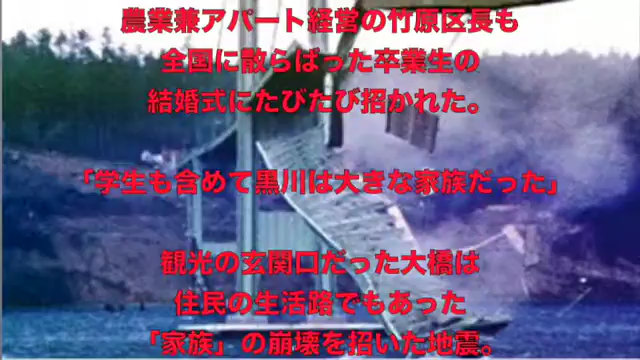 農業兼アパート経営の竹原区長も
全国に散らばった卒業生の
結婚式にたびたび招かれた。
「学生も含めて黒川は大きな家族だった」
観光の玄関口だった大橋は
住民の生活路でもあった
「家族」の崩壊を招いた地震。